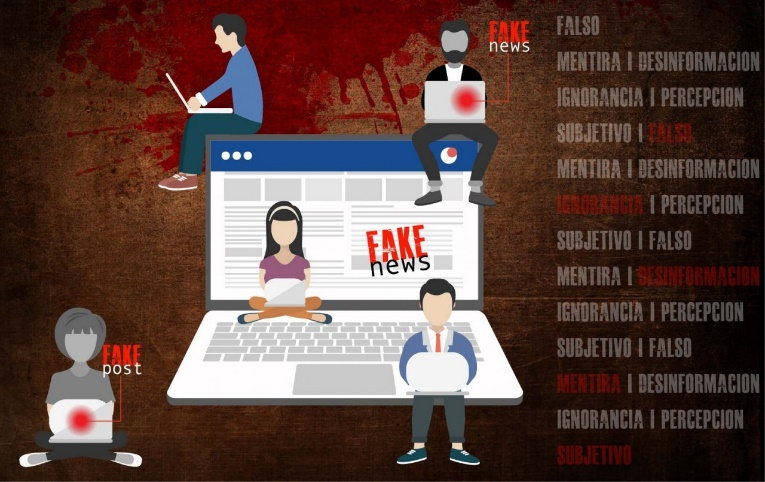 FAKE
news
FAKE
news
FAKE
post
FALSO
MENTIRA I DESINFORMACION
IGNORANCIA I PERCEPCION
SUBJETIVO I FALSO
MENTIRA I DESINFORMACION
IGNORANCIA I PERCEPCION
SUBJETIVO I FALSO
MENTIRA I DESINFORMACION
IGNORANCIA I PERCEPCION
SUBJETIVO I FALSO
MENTIRA I DESINFORMACION
IGNORANCIA I PERCEPCION
SUBJETIVO